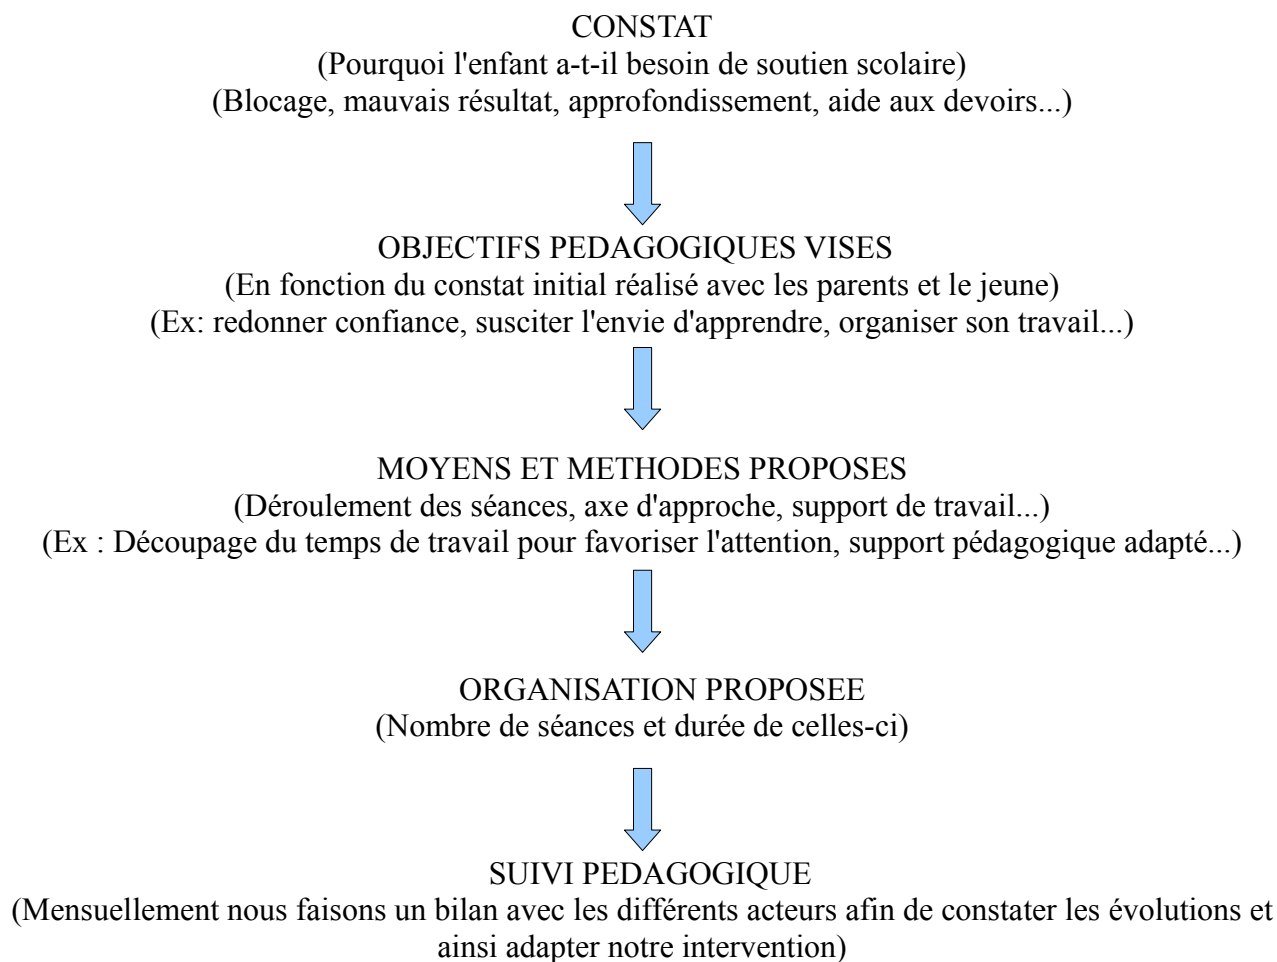 CONSTAT
(Pourquoi l'enfant a-t-il besoin de soutien scolaire)
(Blocage, mauvais résultat, approfondissement, aide aux devoirs...)
OBJECTIFS PEDAGOGIQUES VISES
(En fonction du constat initial réalisé avec les parents et le jeune)
(Ex: redonner confiance, susciter l'envie d'apprendre, organiser son travail...)
MOYENS ET METHODES PROPOSES
(Déroulement des séances, axe d'approche, support de travail...)
(Ex : Découpage du temps de travail pour favoriser l'attention, support pédagogique adapté...)
ORGANISATION PROPOSEE
(Nombre de séances et durée de celles-ci)
SUIVI PEDAGOGIQUE
(Mensuellement nous faisons un bilan avec les différents acteurs afin de constater les évolutions et
ainsi adapter notre intervention)